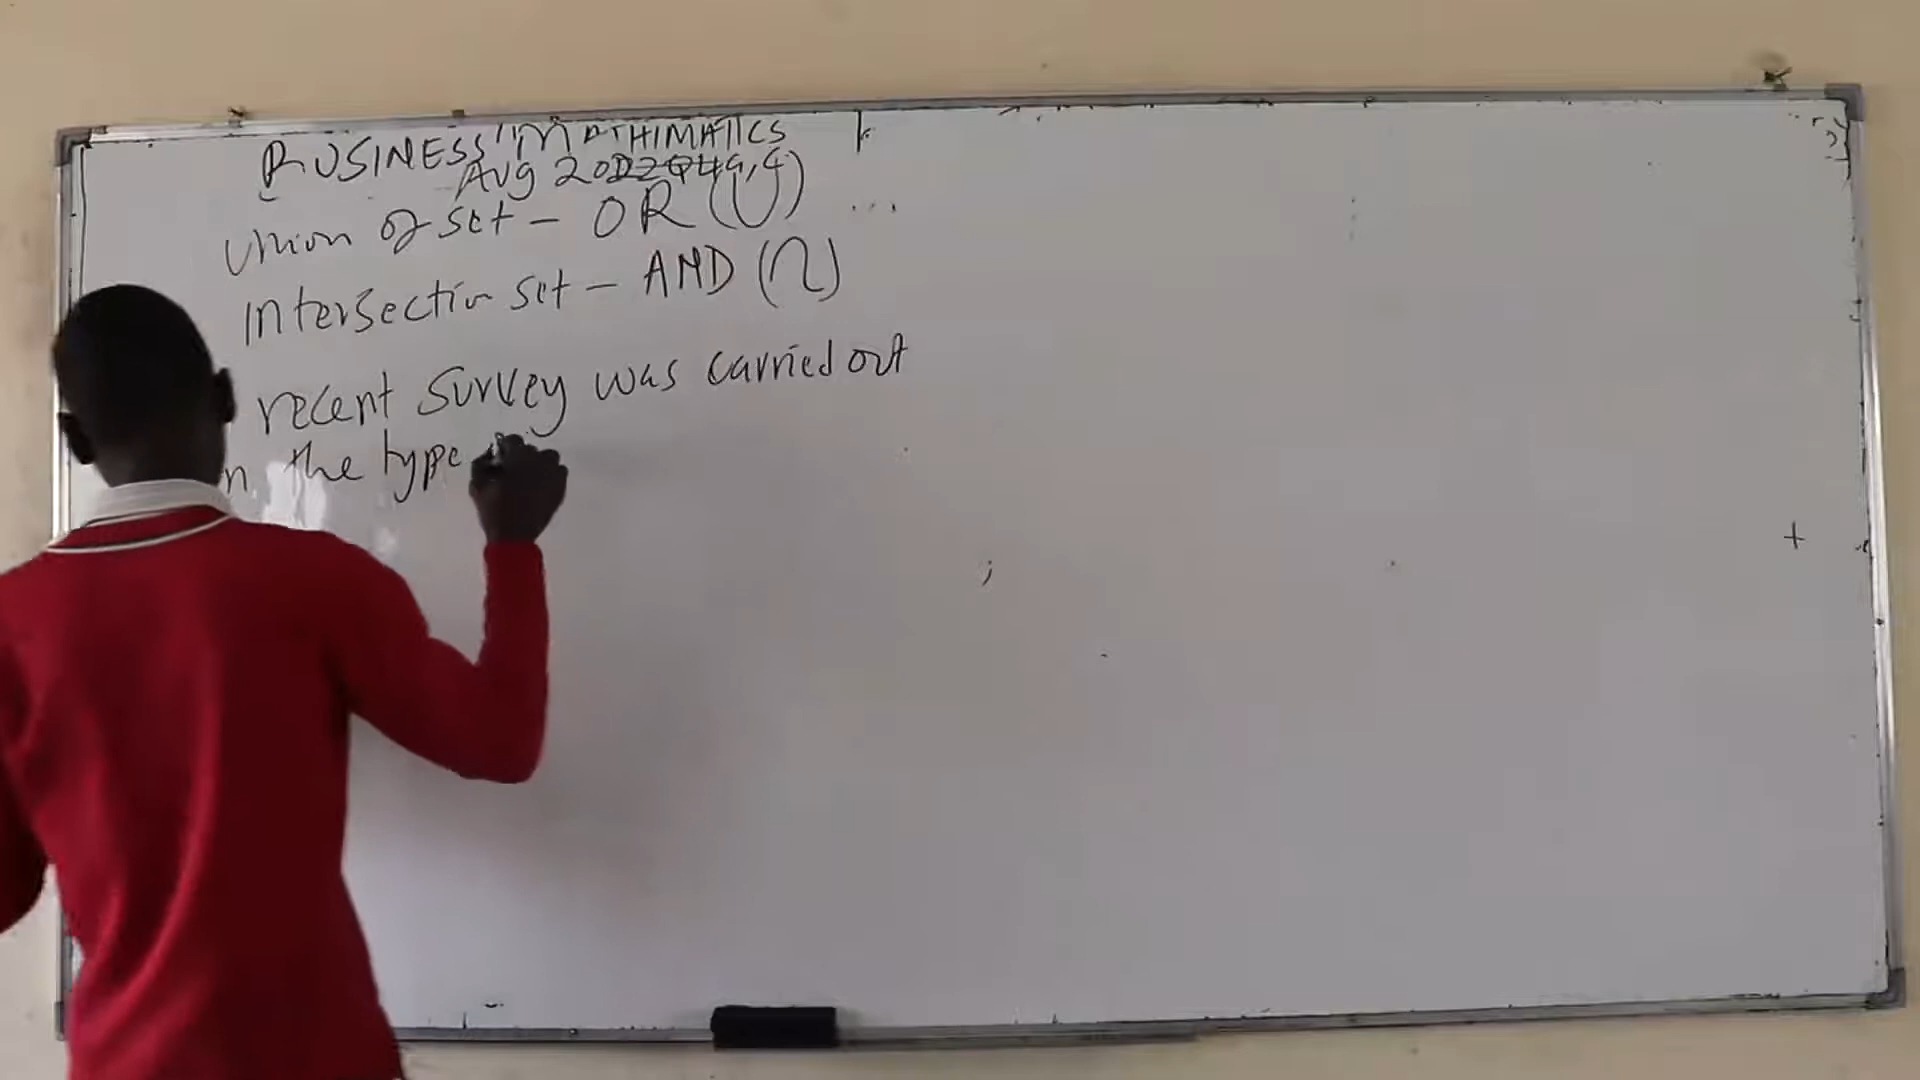 BUSINESS MATHIMATICS
Aug 2022 Q4
Union of set - OR (U)
Intersection set - AND (∩)
recent survey was carried out
the type